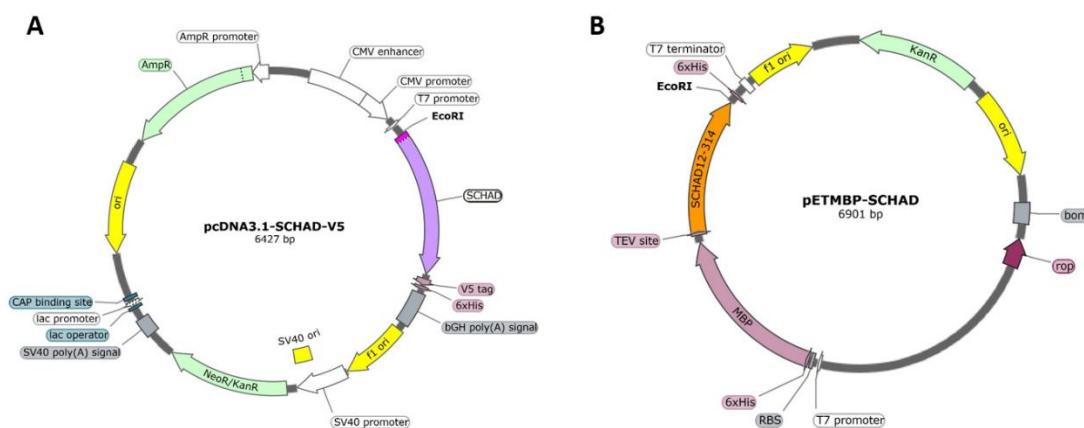 A
AmpR promoter
CMV enhancer
AmpR
CMV promoter
T7 promoter
EcoRI
SCHAD
ori
pcDNA3.1-SCHAD-V5
6427 bp
V5 tag
6xHis
CAP binding site
lac promoter
lac operator
SV40 poly(A) signal
bGH poly(A) signal
SV40 ori
f1 ori
NeoR/KanR
SV40 promoter
B
T7 terminator
6xHis
EcoRI
f1 ori
KanR
ori
SCHAD12-314
pETMBP-SCHAD
6901 bp
bom
TEV site
rop
MBP
6xHis
RBS
T7 promoter